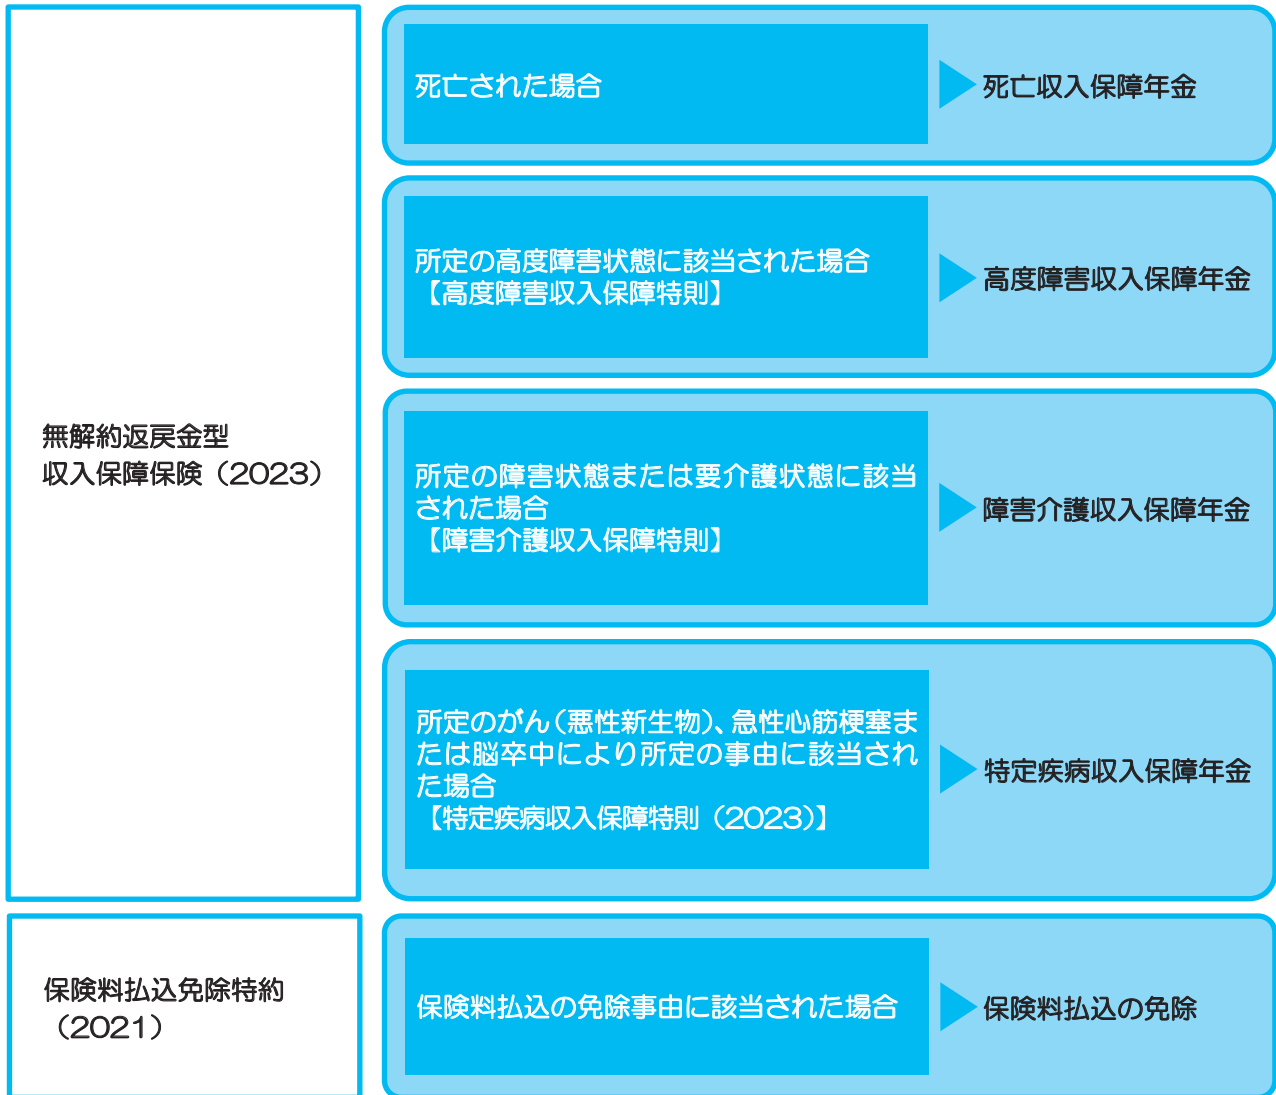 無解約返戻金型
収入保障保険（2023）
死亡された場合
死亡収入保障年金
所定の高度障害状態に該当された場合
【高度障害収入保障特則】
高度障害収入保障年金
所定の障害状態または要介護状態に該当
された場合
【障害介護収入保障特則】
障害介護収入保障年金
所定のがん（悪性新生物）、急性心筋梗塞ま
たは脳卒中により所定の事由に該当され
た場合
【特定疾病収入保障特則（2023）】
特定疾病収入保障年金
保険料払込免除特約
（2021）
保険料払込の免除事由に該当された場合
保険料払込の免除